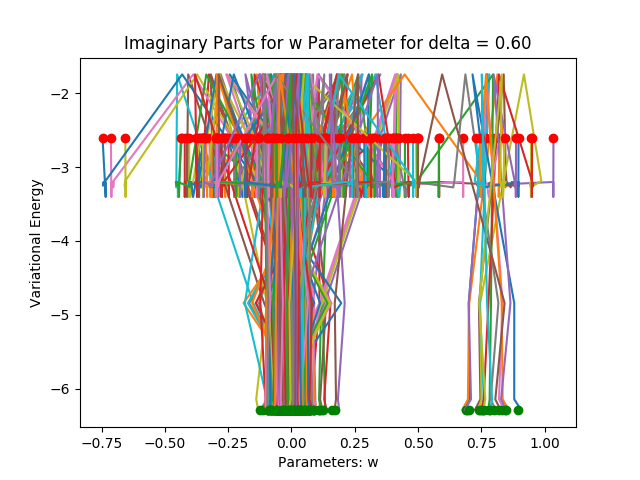 Imaginary Parts for w Parameter for delta = 0.60
Variational Energy
−2
−3
−4
−5
−6
−0.75 −0.50 −0.25 0.00 0.25 0.50 0.75 1.00
Parameters: w